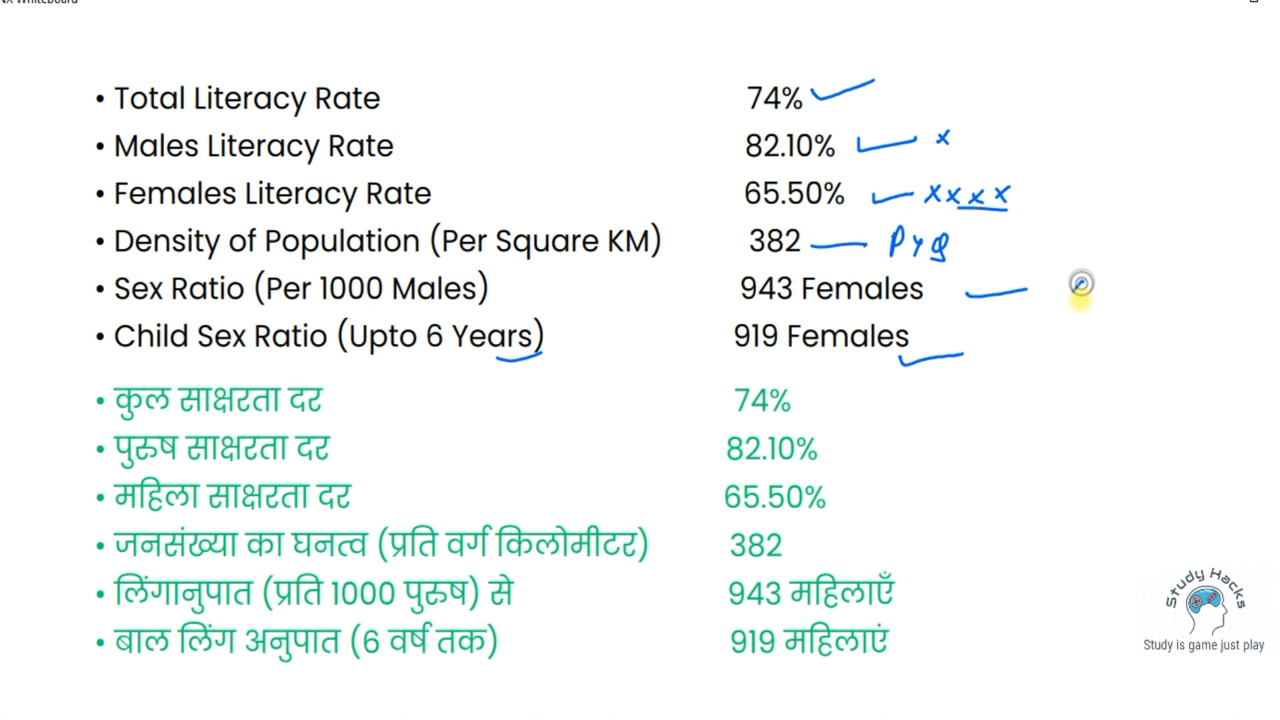 • Total Literacy Rate 74%
• Males Literacy Rate 82.10% x
• Females Literacy Rate 65.50% xxxx
• Density of Population (Per Square KM) 382
• Sex Ratio (Per 1000 Males) 943 Females
• Child Sex Ratio (Upto 6 Years) 919 Females
• कुल साक्षरता दर 74%
• पुरुष साक्षरता दर 82.10%
• महिला साक्षरता दर 65.50%
• जनसंख्या का घनत्व (प्रति वर्ग किलोमीटर) 382
• लिंगानुपात (प्रति 1000 पुरुष) से 943 महिलाएँ
• बाल लिंग अनुपात (6 वर्ष तक) 919 महिलाएं
Study Hacks
Study is game just play